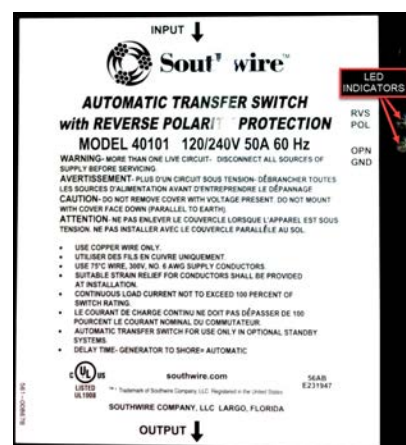 INPUT
Sout' wire™
LED
INDICATORS
AUTOMATIC TRANSFER SWITCH
with REVERSE POLARI PROTECTION
RVS
POL
MODEL 40101 120/240V 50A 60 Hz
OPN
GND
WARNING- MORE THAN ONE LIVE CIRCUIT- DISCONNECT ALL SOURCES OF
SUPPLY BEFORE SERVICING.
AVERTISSEMENT- PLUS D'UN CIRCUIT SOUS TENSION- DÉBRANCHER TOUTES
LES SOURCES D'ALIMENTATION AVANT D'ENTREPRENDRE LE DÉPANNAGE
CAUTION- DO NOT REMOVE COVER WITH VOLTAGE PRESENT. DO NOT MOUNT
WITH COVER FACE DOWN (PARALLEL TO EARTH).
ATTENTION- NE PAS ENLEVER LE COUVERCLE LORSQUE L'APPAREIL EST SOUS
TENSION. NE PAS INSTALLER AVEC LE COUVERCLE PARALLÈLE AU SOL.
• USE COPPER WIRE ONLY.
• UTILISER DES FILS EN CUIVRE UNIQUEMENT.
• USE 75°C WIRE, 300V, NO. 6 AWG SUPPLY CONDUCTORS.
• SUITABLE STRAIN RELIEF FOR CONDUCTORS SHALL BE PROVIDED
AT INSTALLATION.
• CONTINUOUS LOAD CURRENT NOT TO EXCEED 100 PERCENT OF
SWITCH RATING.
• LE COURANT DE CHARGE CONTINU NE DOIT PAS DÉPASSER DE 100
POURCENT LE COURANT NOMINAL DU COMMUTATEUR.
• AUTOMATIC TRANSFER SWITCH FOR USE ONLY IN OPTIONAL STANDBY
SYSTEMS.
• DELAY TIME- GENERATOR TO SHORE= AUTOMATIC
C UL US
LISTED
UL1008
southwire.com
56AB
E231947
™ Trademark of Southwire Company, LLC. Registered in the United States
SOUTHWIRE COMPANY, LLC LARGO, FLORIDA
OUTPUT